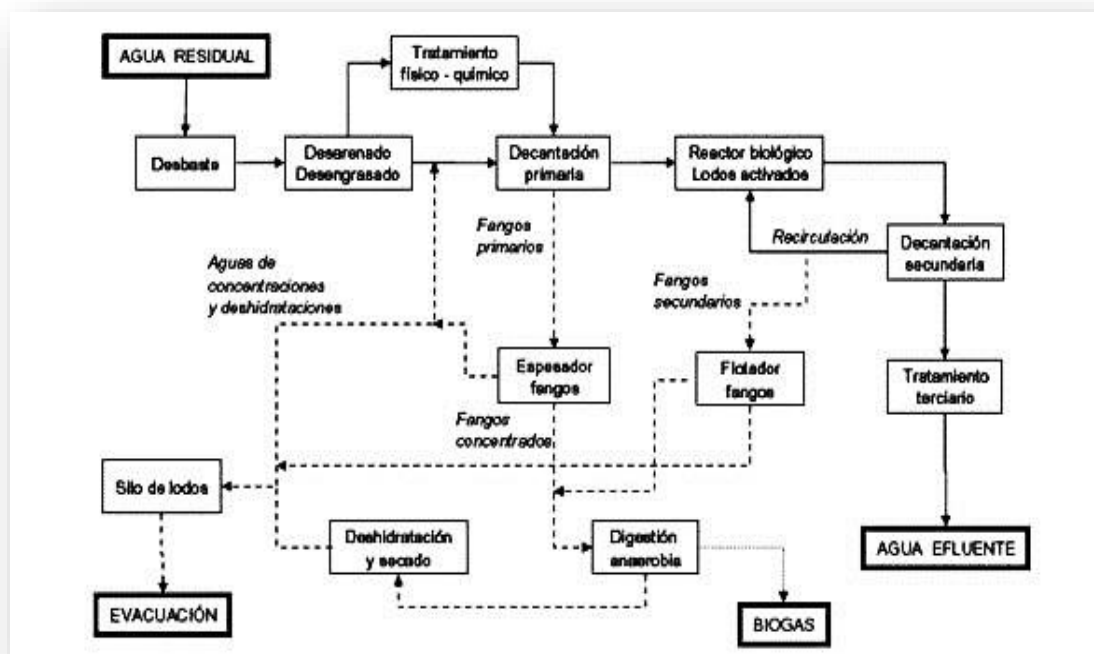 AGUA RESIDUAL
Tratamiento
físico - químico
Desbaste
Desarenado
Desengrasado
Decantación
primaria
Reactor biológico
Lodos activados
Fangos
primarios
Recirculación
Decantación
secundaria
Aguas de
concentraciones
y deshidrataciones
Fangos
secundarios
Espesador
fangos
Flotador
fangos
Tratamiento
terciario
Fangos
concentrados
Silo de lodos
Deshidratación
y secado
Digestión
anaerobia
AGUA EFLUENTE
EVACUACIÓN
BIOGAS